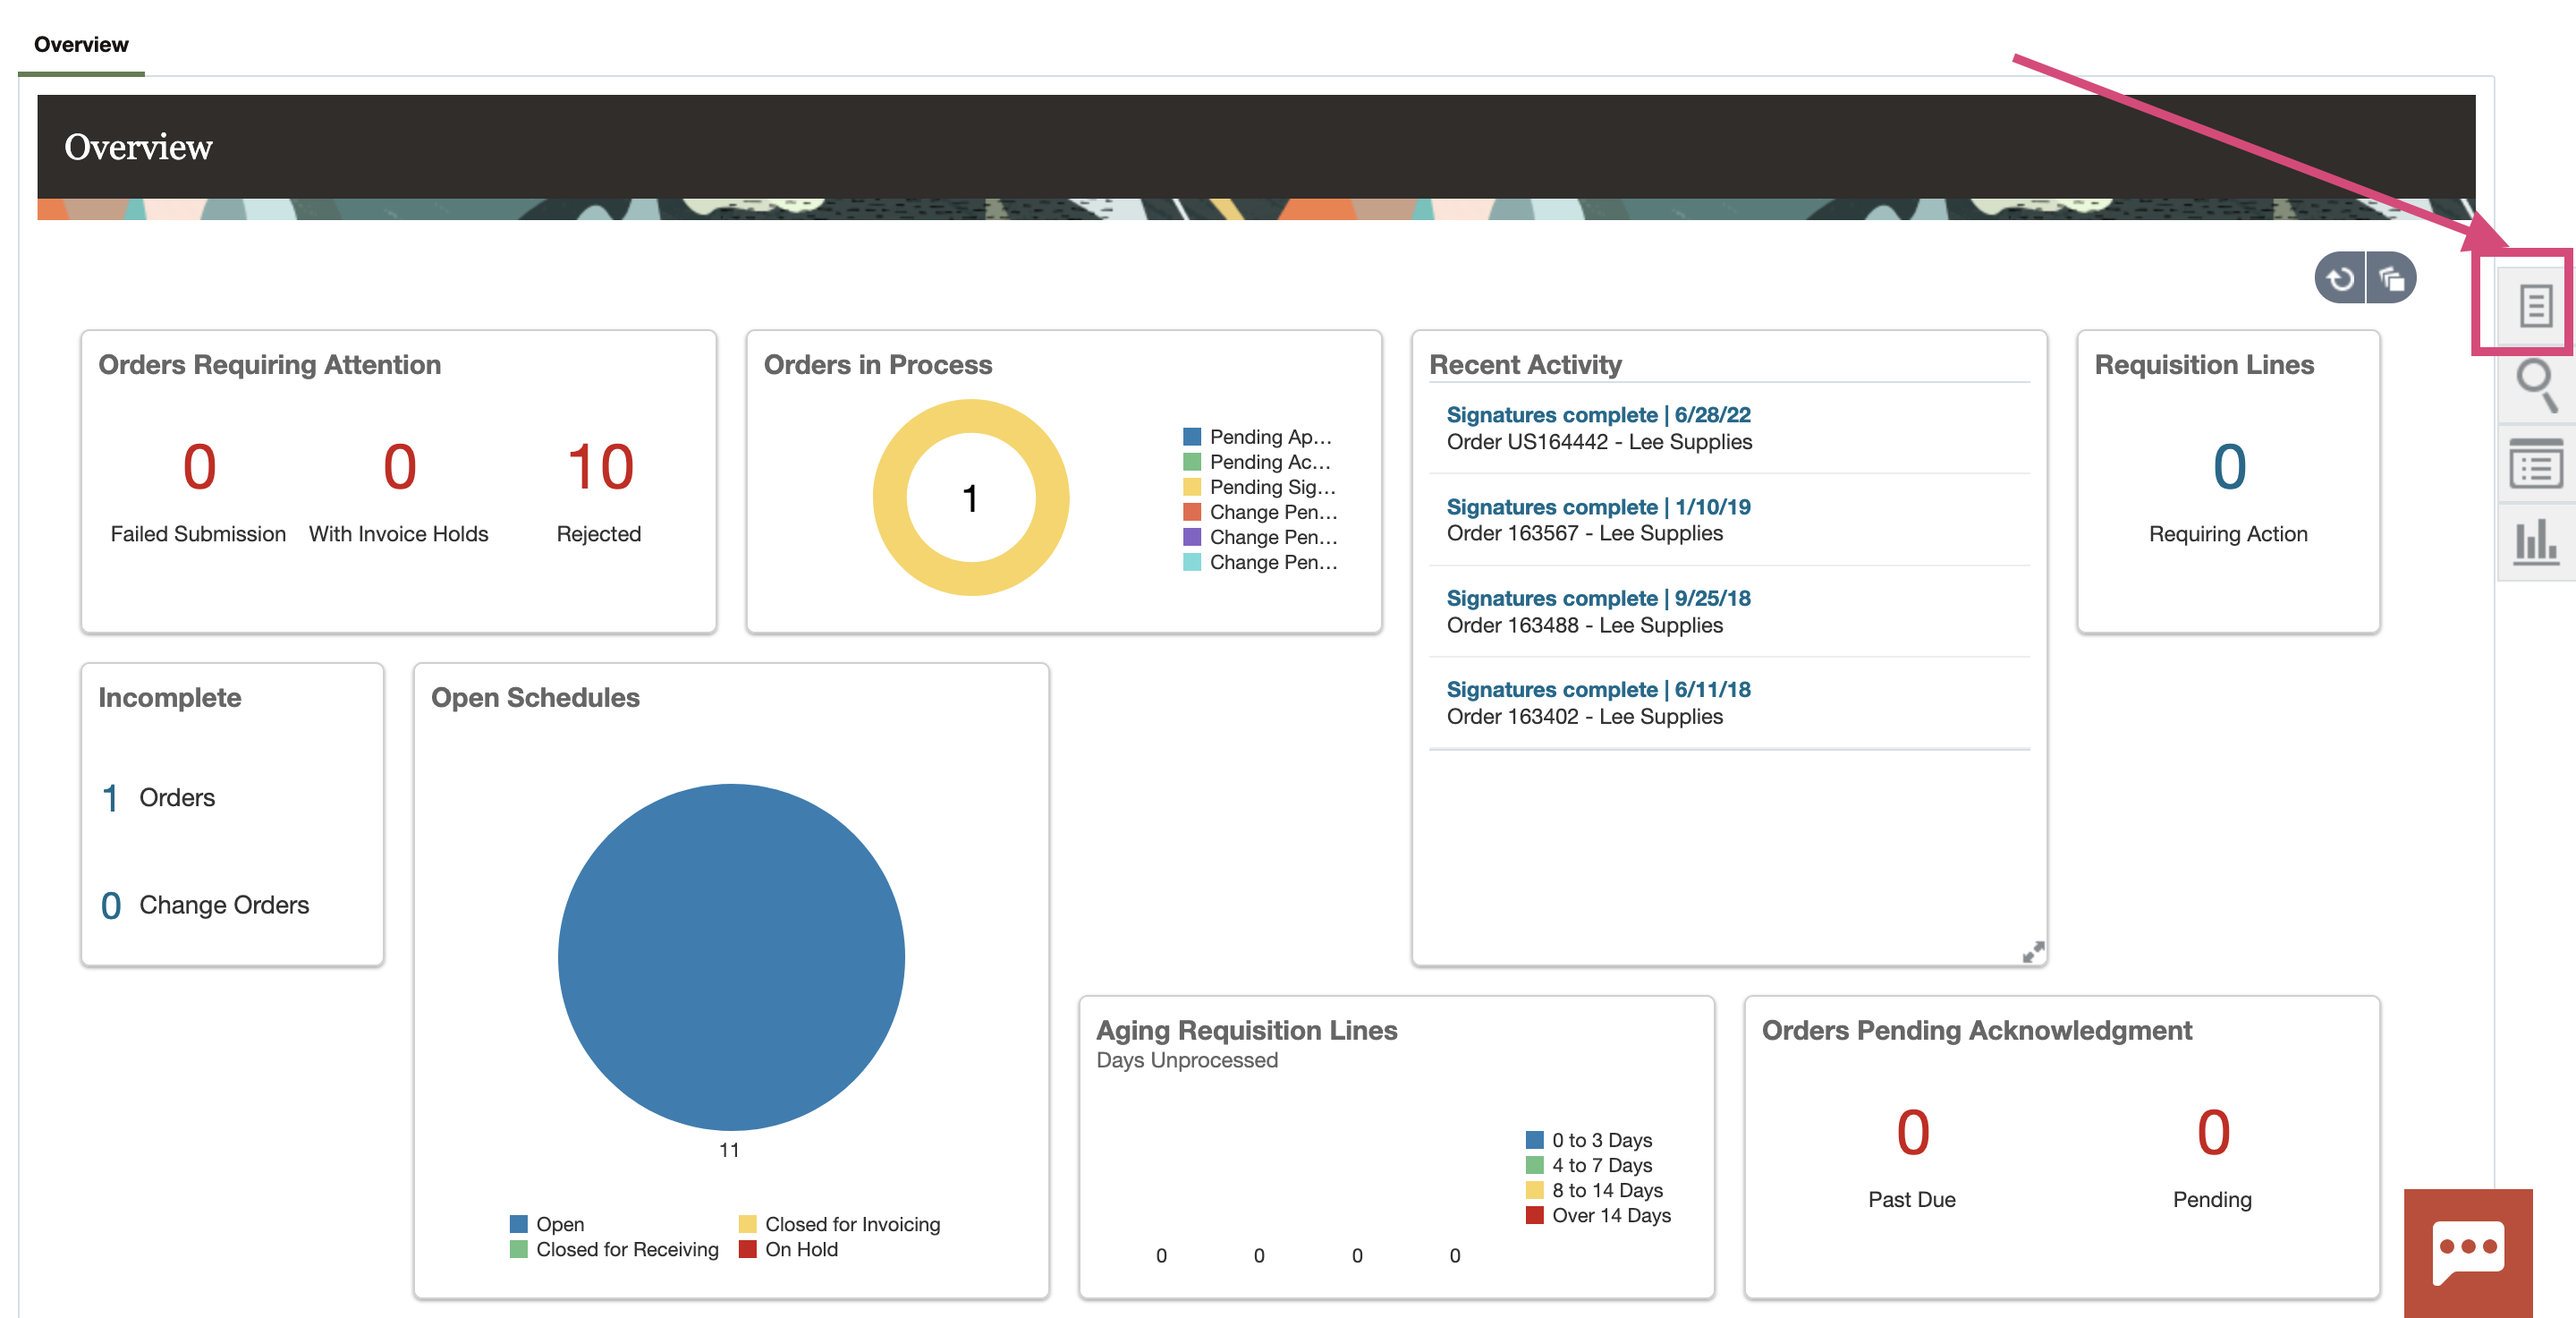 Overview
Overview
Orders Requiring Attention
0 0 10
Failed Submission With Invoice Holds Rejected
Orders in Process
1
Pending Ap...
Pending Ac...
Pending Sig...
Change Pen...
Change Pen...
Change Pen...
Recent Activity
Signatures complete | 6/28/22
Order US164442 - Lee Supplies
Signatures complete | 1/10/19
Order 163567 - Lee Supplies
Signatures complete | 9/25/18
Order 163488 - Lee Supplies
Signatures complete | 6/11/18
Order 163402 - Lee Supplies
Requisition Lines
0
Requiring Action
Incomplete
1 Orders
0 Change Orders
Open Schedules
11
Open
Closed for Invoicing
Closed for Receiving
On Hold
Aging Requisition Lines
Days Unprocessed
0 to 3 Days
4 to 7 Days
8 to 14 Days
Over 14 Days
0 0 0 0
Orders Pending Acknowledgment
0 0
Past Due Pending